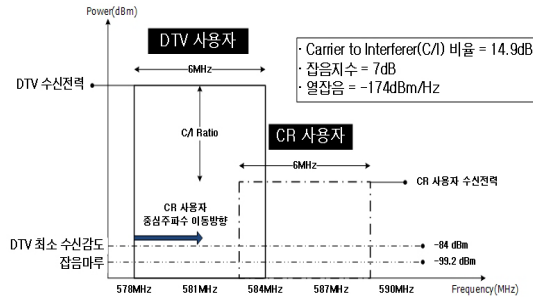 Power(dBm)
DTV 사용자
· Carrier to Interferer(C/I) 비율 = 14.9dB
· 잡음지수 = 7dB
· 열잡음 = -174dBm/Hz
6MHz
DTV 수신전력
C/I Ratio
CR 사용자
6MHz
CR 사용자 수신전력
CR 사용자
중심주파수 이동방향
DTV 최소 수신감도
-84 dBm
잡음마루
-99.2 dBm
578MHz 581MHz 584MHz 587MHz 590MHz
Frequency(MHz)